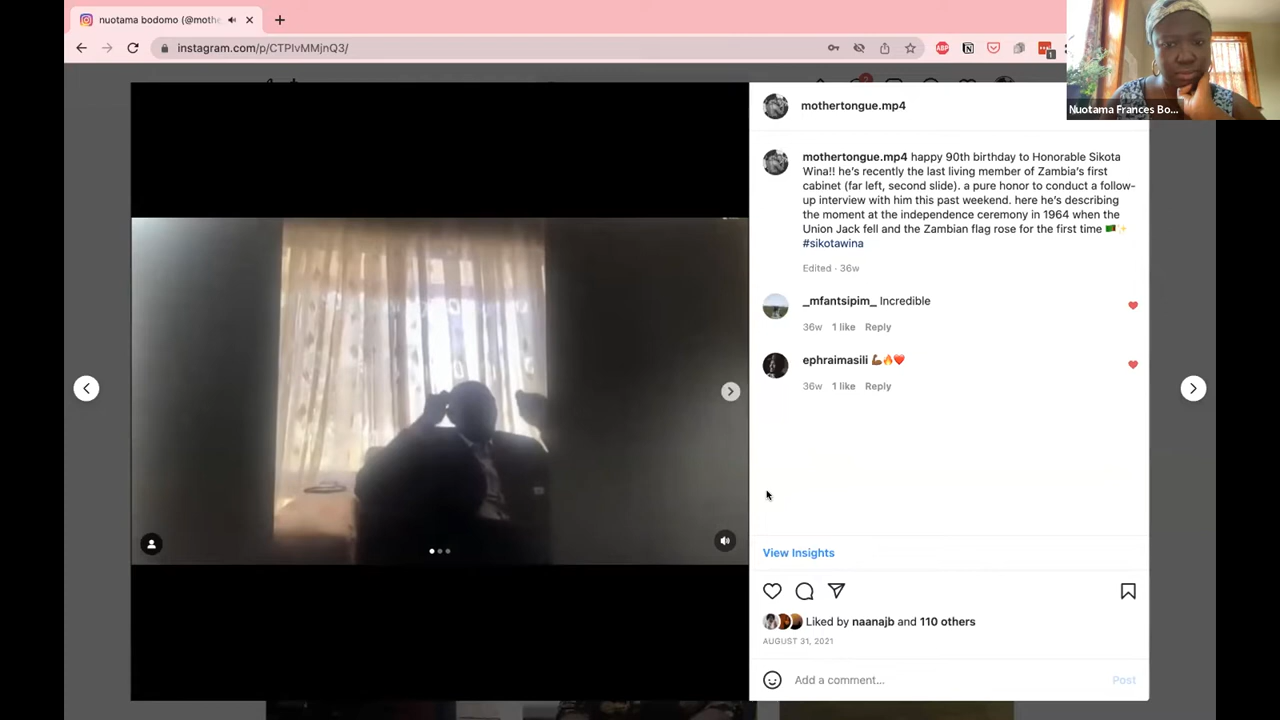 nuotama bodomo (@mothe
instagram.com/p/CTPIvMMjnQ3/
ABP
1
Nuotama Frances Bo...
mothertongue.mp4
mothertongue.mp4 happy 90th birthday to Honorable Sikota
Wina!! he's recently the last living member of Zambia's first
cabinet (far left, second slide). a pure honor to conduct a follow-
up interview with him this past weekend. here he's describing
the moment at the independence ceremony in 1964 when the
Union Jack fell and the Zambian flag rose for the first time 🇿🇲✨
#sikotawina
Edited · 36w
_mfantsipim_ Incredible
36w 1 like Reply
ephraimasili 💪🏾🔥❤️
36w 1 like Reply
View Insights
Liked by naanajb and 110 others
AUGUST 31, 2021
Add a comment...
Post